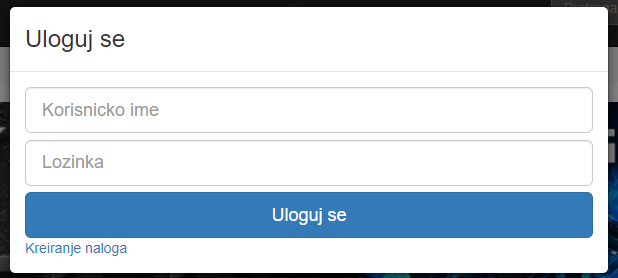 Uloguj se
Korisnicko ime
Lozinka
Uloguj se
Kreiranje naloga